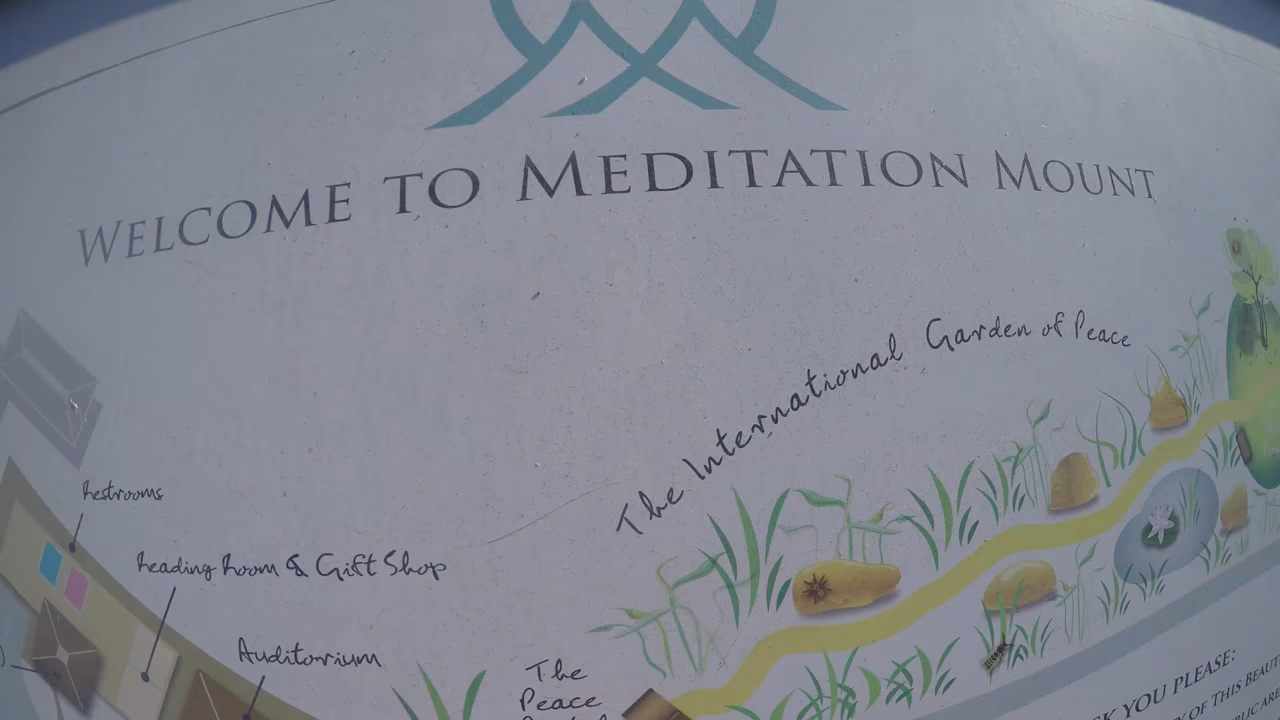 WELCOME TO MEDITATION MOUNT
The International Garden of Peace
Restrooms
Reading Room & Gift Shop
Auditorium
The
Peace
YOU PLEASE:
OF THIS